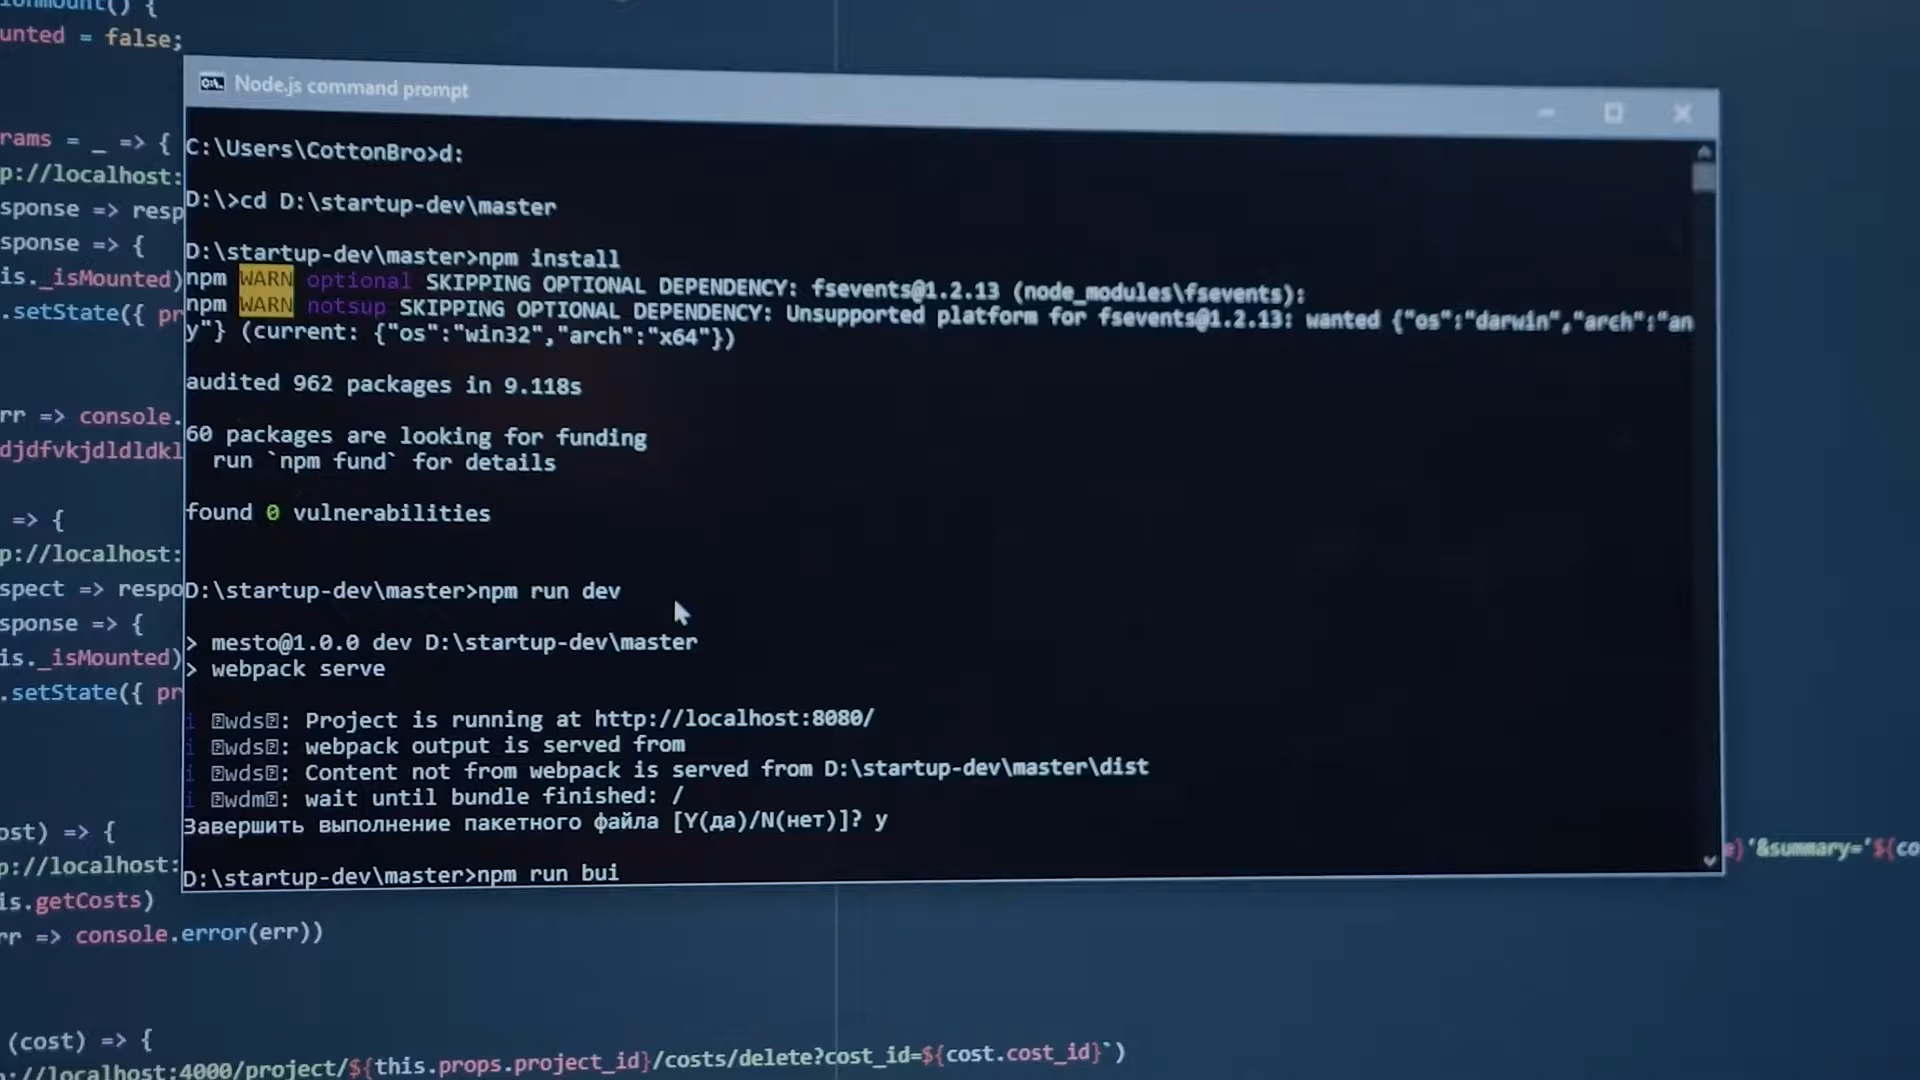 unted = false;
Node.js command prompt
rams = _ => {
p://localhost:
sponse => resp
sponse => {
is._isMounted)
.setState({ pr
rr => console.
djdfvkjdldldkl
=> {
p://localhost:
spect => respo
sponse => {
is._isMounted)
.setState({ pr
C:\Users\CottonBro>d:
D:\>cd D:\startup-dev\master
D:\startup-dev\master>npm install
npm WARN optional SKIPPING OPTIONAL DEPENDENCY: fsevents@1.2.13 (node_modules\fsevents):
npm WARN notsup SKIPPING OPTIONAL DEPENDENCY: Unsupported platform for fsevents@1.2.13: wanted {"os":"darwin","arch":"an
y"} (current: {"os":"win32","arch":"x64"})
audited 962 packages in 9.118s
60 packages are looking for funding
run `npm fund` for details
found 0 vulnerabilities
D:\startup-dev\master>npm run dev
> mesto@1.0.0 dev D:\startup-dev\master
> webpack serve
i ⍰wds⍰: Project is running at http://localhost:8080/
i ⍰wds⍰: webpack output is served from
i ⍰wds⍰: Content not from webpack is served from D:\startup-dev\master\dist
i ⍰wdm⍰: wait until bundle finished: /
Завершить выполнение пакетного файла [Y(да)/N(нет)]? y
D:\startup-dev\master>npm run bui
ost) => {
p://localhost:
}'&summary='${co
is.getCosts)
rr => console.error(err))
(cost) => {
://localhost:4000/project/${this.props.project_id}/costs/delete?cost_id=${cost.cost_id}`)